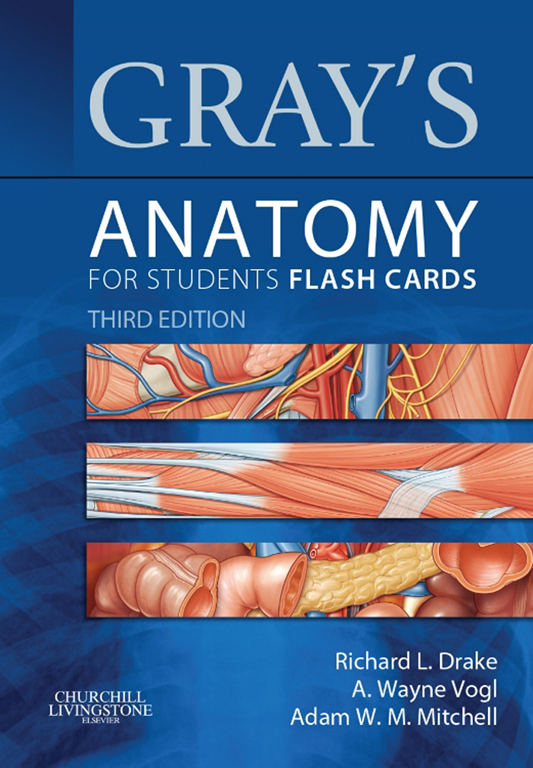 GRAY'S
ANATOMY
FOR STUDENTS FLASH CARDS
THIRD EDITION
Richard L. Drake
A. Wayne Vogl
Adam W. M. Mitchell
CHURCHILL
LIVINGSTONE
ELSEVIER